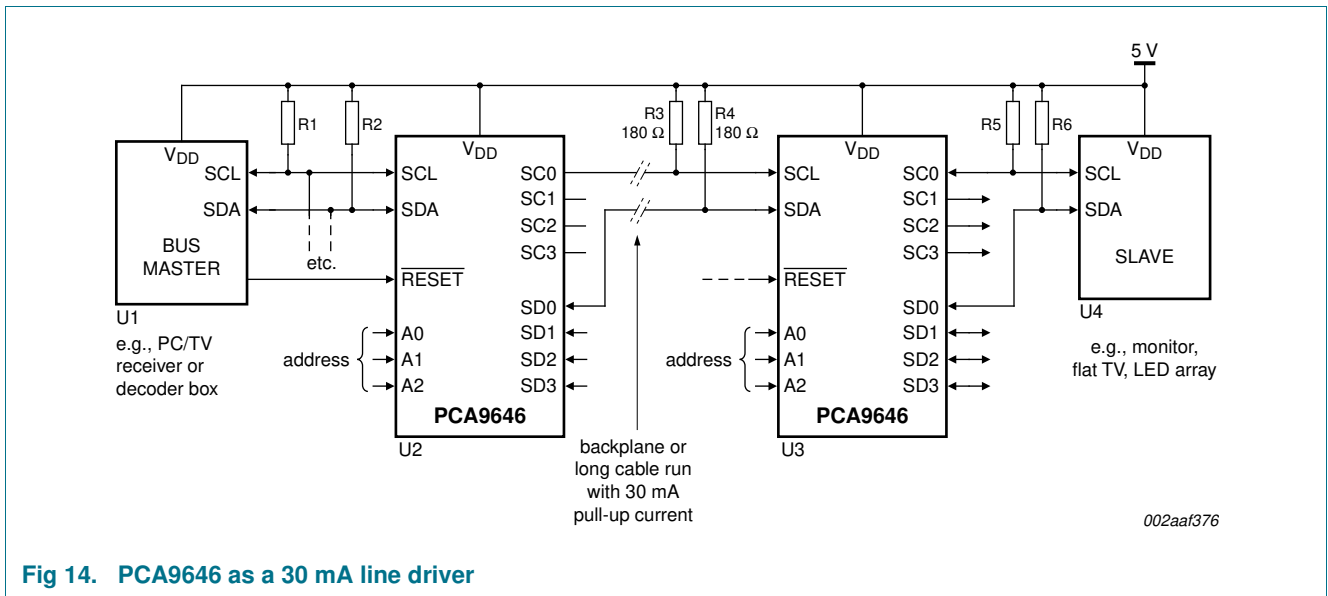 5 V
R1
R2
R3
180 Ω
R4
180 Ω
R5
R6
VDD
SCL
SDA
BUS
MASTER
U1
e.g., PC/TV
receiver or
decoder box
etc.
VDD
SCL
SDA
RESET
A0
A1
A2
address
SC0
SC1
SC2
SC3
SD0
SD1
SD2
SD3
PCA9646
U2
backplane or
long cable run
with 30 mA
pull-up current
VDD
SCL
SDA
RESET
A0
A1
A2
address
SC0
SC1
SC2
SC3
SD0
SD1
SD2
SD3
PCA9646
U3
VDD
SCL
SDA
SLAVE
U4
e.g., monitor,
flat TV, LED array
002aaf376
Fig 14. PCA9646 as a 30 mA line driver